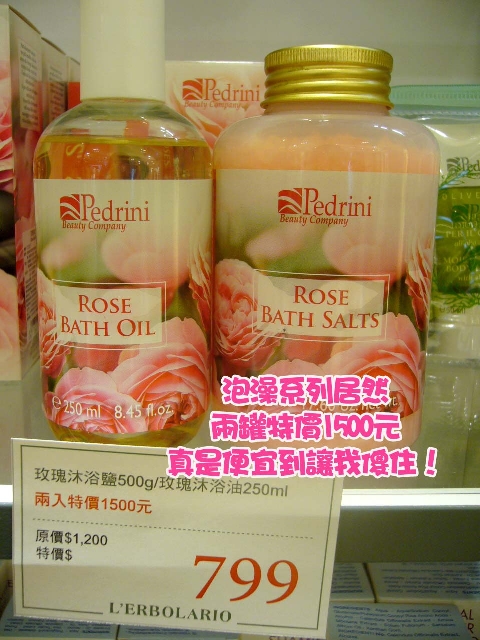 Pedrini
Beauty Company
Pedrini
Beauty Company
ROSE
BATH OIL
e 250 ml 8.45 fl.oz.
Pedrini
Beauty Company
ROSE
BATH SALTS
泡澡系列居然
兩罐特價1500元
真是便宜到讓我傻住！
玫瑰沐浴鹽500g/玫瑰沐浴油250ml
兩入特價1500元
原價$1,200
特價$
799
L'ERBOLARIO